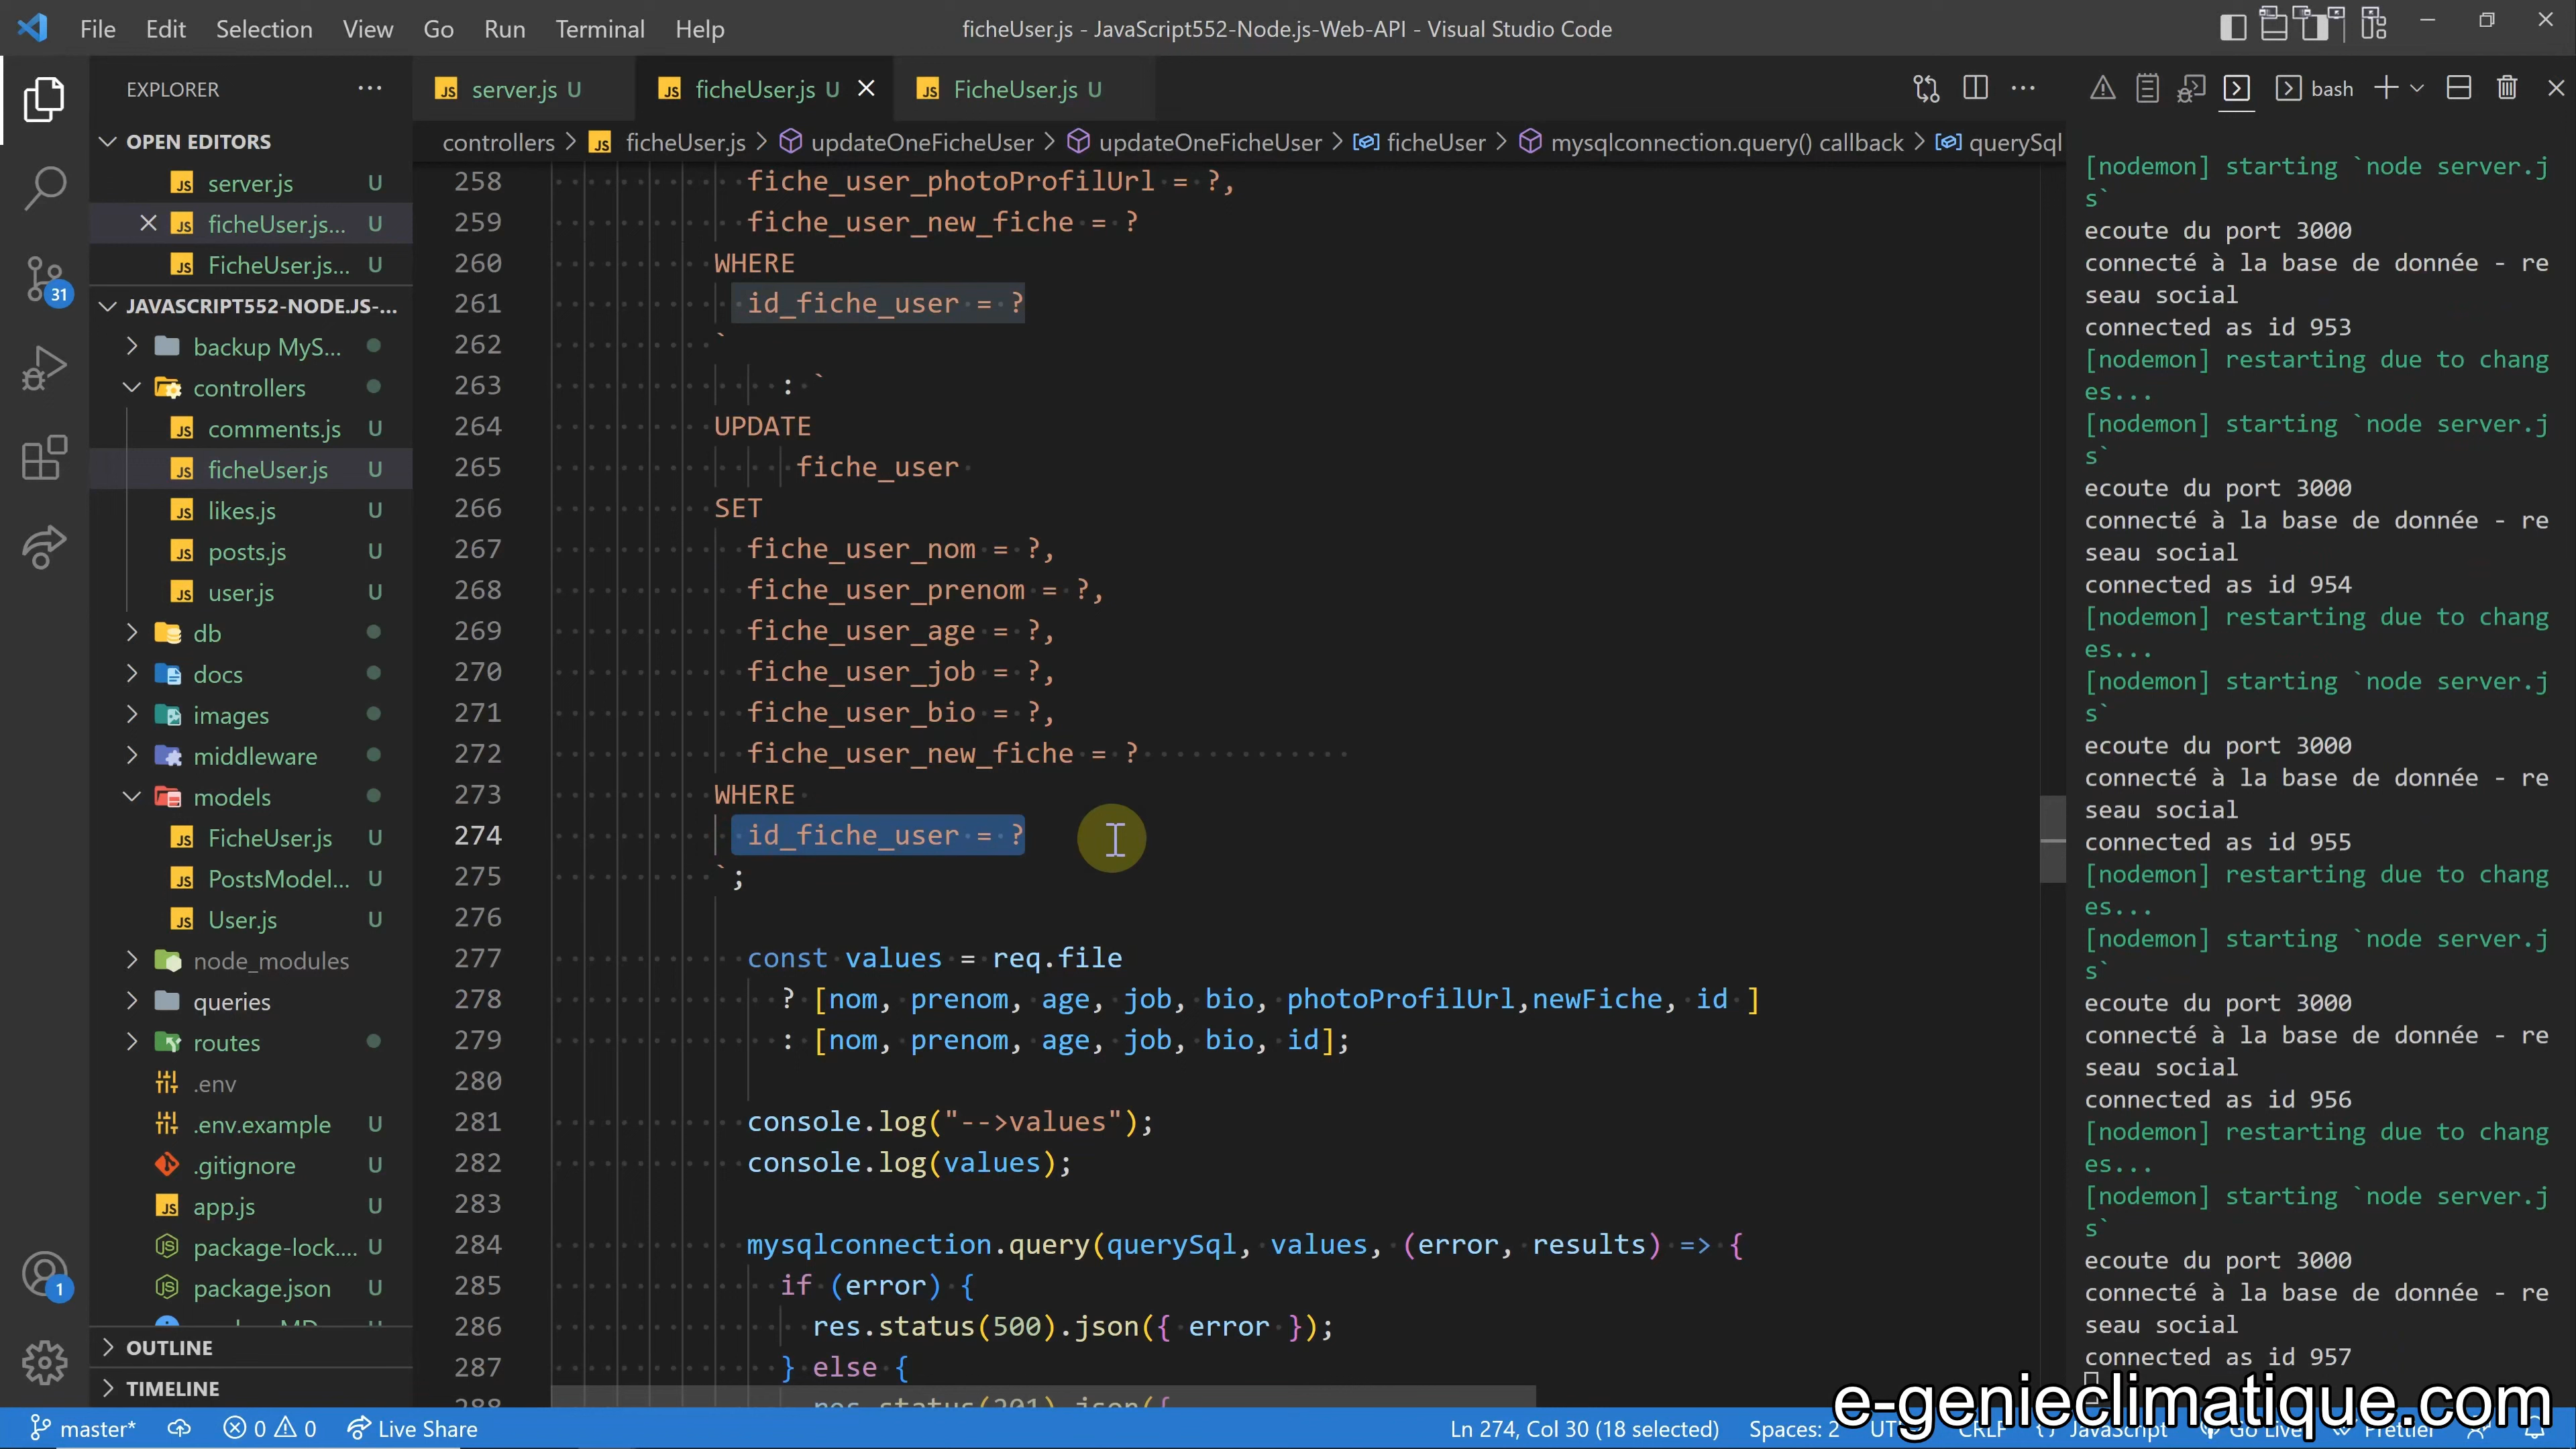 File Edit Selection View Go Run Terminal Help
ficheUser.js - JavaScript552-Node.js-Web-API - Visual Studio Code
EXPLORER
OPEN EDITORS
server.js U
ficheUser.js... U
FicheUser.js... U
JAVASCRIPT552-NODE.JS-...
backup MyS...
controllers
comments.js U
ficheUser.js U
likes.js U
posts.js U
user.js U
db
docs
images
middleware
models
FicheUser.js U
PostsModel... U
User.js U
node_modules
queries
routes
.env
.env.example U
.gitignore U
app.js U
package-lock.... U
package.json U
OUTLINE
TIMELINE
31
1
server.js U
ficheUser.js U
FicheUser.js U
controllers > ficheUser.js > updateOneFicheUser > updateOneFicheUser > ficheUser > mysqlconnection.query() callback > querySql
258 fiche_user_photoProfilUrl = ?,
259 fiche_user_new_fiche = ?
260 WHERE
261 id_fiche_user = ?
262 `
263 : `
264 UPDATE
265 fiche_user
266 SET
267 fiche_user_nom = ?,
268 fiche_user_prenom = ?,
269 fiche_user_age = ?,
270 fiche_user_job = ?,
271 fiche_user_bio = ?,
272 fiche_user_new_fiche = ?
273 WHERE
274 id_fiche_user = ?
275 `;
276
277 const values = req.file
278 ? [nom, prenom, age, job, bio, photoProfilUrl,newFiche, id ]
279 : [nom, prenom, age, job, bio, id];
280
281 console.log("-->values");
282 console.log(values);
283
284 mysqlconnection.query(querySql, values, (error, results) => {
285 if (error) {
286 res.status(500).json({ error });
287 } else {
288 res.status(201).json({
bash
[nodemon] starting `node server.j
s`
ecoute du port 3000
connecté à la base de donnée - re
seau social
connected as id 953
[nodemon] restarting due to chang
es...
[nodemon] starting `node server.j
s`
ecoute du port 3000
connecté à la base de donnée - re
seau social
connected as id 954
[nodemon] restarting due to chang
es...
[nodemon] starting `node server.j
s`
ecoute du port 3000
connecté à la base de donnée - re
seau social
connected as id 955
[nodemon] restarting due to chang
es...
[nodemon] starting `node server.j
s`
ecoute du port 3000
connecté à la base de donnée - re
seau social
connected as id 956
[nodemon] restarting due to chang
es...
[nodemon] starting `node server.j
s`
ecoute du port 3000
connecté à la base de donnée - re
seau social
connected as id 957
e-genieclimatique.com
master* 0 0 Live Share
Ln 274, Col 30 (18 selected) Spaces: 2 CRLF JavaScript Go Live Prettier